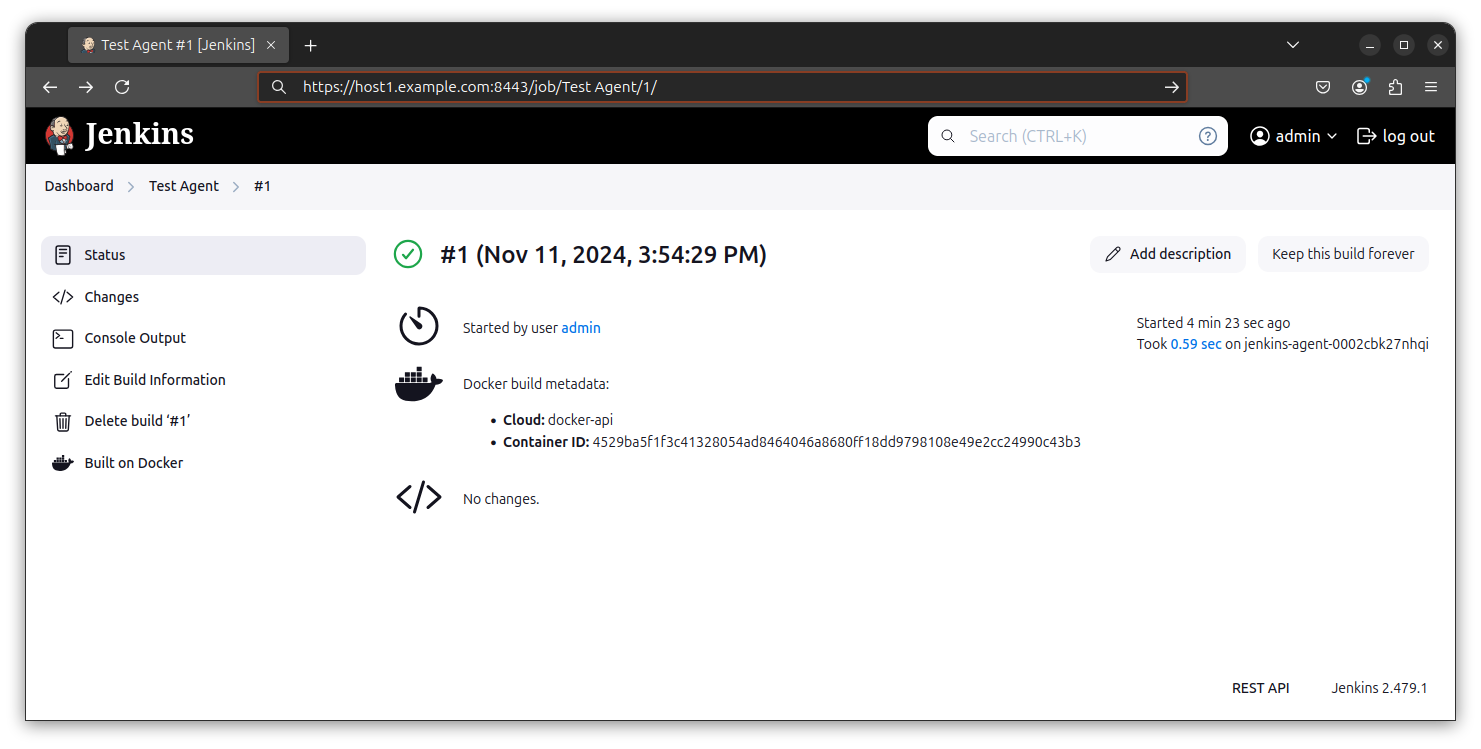 Test Agent #1 [Jenkins]
https://host1.example.com:8443/job/Test Agent/1/
Jenkins
Search (CTRL+K)
admin
log out
Dashboard
Test Agent
#1
Status
Changes
Console Output
Edit Build Information
Delete build ‘#1’
Built on Docker
#1 (Nov 11, 2024, 3:54:29 PM)
Add description
Keep this build forever
Started by user admin
Started 4 min 23 sec ago
Took 0.59 sec on jenkins-agent-0002cbk27nhqi
Docker build metadata:
• Cloud: docker-api
• Container ID: 4529ba5f1f3c41328054ad8464046a8680ff18dd9798108e49e2cc24990c43b3
No changes.
REST API
Jenkins 2.479.1